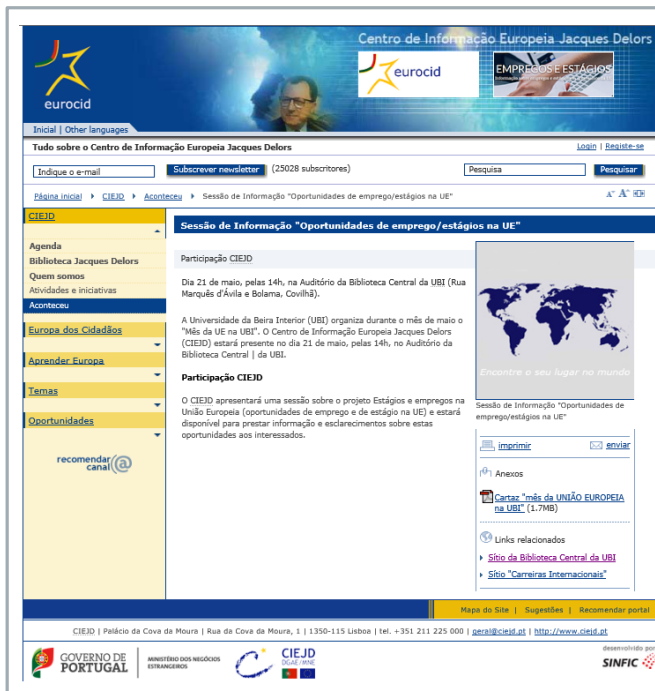 Centro de Informação Europeia Jacques Delors
eurocid
eurocid
EMPREGOS E ESTÁGIOS
Inicial | Other languages
Tudo sobre o Centro de Informação Europeia Jacques Delors
Login | Registe-se
Indique o e-mail
Subscrever newsletter
(25028 subscritores)
Pesquisa
Pesquisar
Página inicial
CIEJD
Aconteceu
Sessão de Informação "Oportunidades de emprego/estágios na UE"
A- A+
CIEJD
Agenda
Biblioteca Jacques Delors
Quem somos
Atividades e iniciativas
Aconteceu
Europa dos Cidadãos
Aprender Europa
Temas
Oportunidades
recomendar
canal @
Sessão de Informação "Oportunidades de emprego/estágios na UE"
Participação CIEJD
Dia 21 de maio, pelas 14h, no Auditório da Biblioteca Central da UBI (Rua
Marquês d'Ávila e Bolama, Covilhã).
A Universidade da Beira Interior (UBI) organiza durante o mês de maio o
"Mês da UE na UBI". O Centro de Informação Europeia Jacques Delors
(CIEJD) estará presente no dia 21 de maio, pelas 14h, no Auditório da
Biblioteca Central | da UBI.
Participação CIEJD
O CIEJD apresentará uma sessão sobre o projeto Estágios e empregos na
União Europeia (oportunidades de emprego e de estágio na UE) e estará
disponível para prestar informação e esclarecimentos sobre estas
oportunidades aos interessados.
Encontre o seu lugar no mundo
Sessão de Informação "Oportunidades de
emprego/estágios na UE"
imprimir
enviar
Anexos
Cartaz "mês da UNIÃO EUROPEIA
na UBI" (1.7MB)
Links relacionados
Sítio da Biblioteca Central da UBI
Sítio "Carreiras Internacionais"
Mapa do Site | Sugestões | Recomendar portal
CIEJD | Palácio da Cova da Moura | Rua da Cova da Moura, 1 | 1350-115 Lisboa | tel. +351 211 225 000 | geral@ciejd.pt | http://www.ciejd.pt
GOVERNO DE
PORTUGAL
MINISTÉRIO DOS NEGÓCIOS
ESTRANGEIROS
CIEJD
DGAE/MNE
desenvolvido por
SINFIC